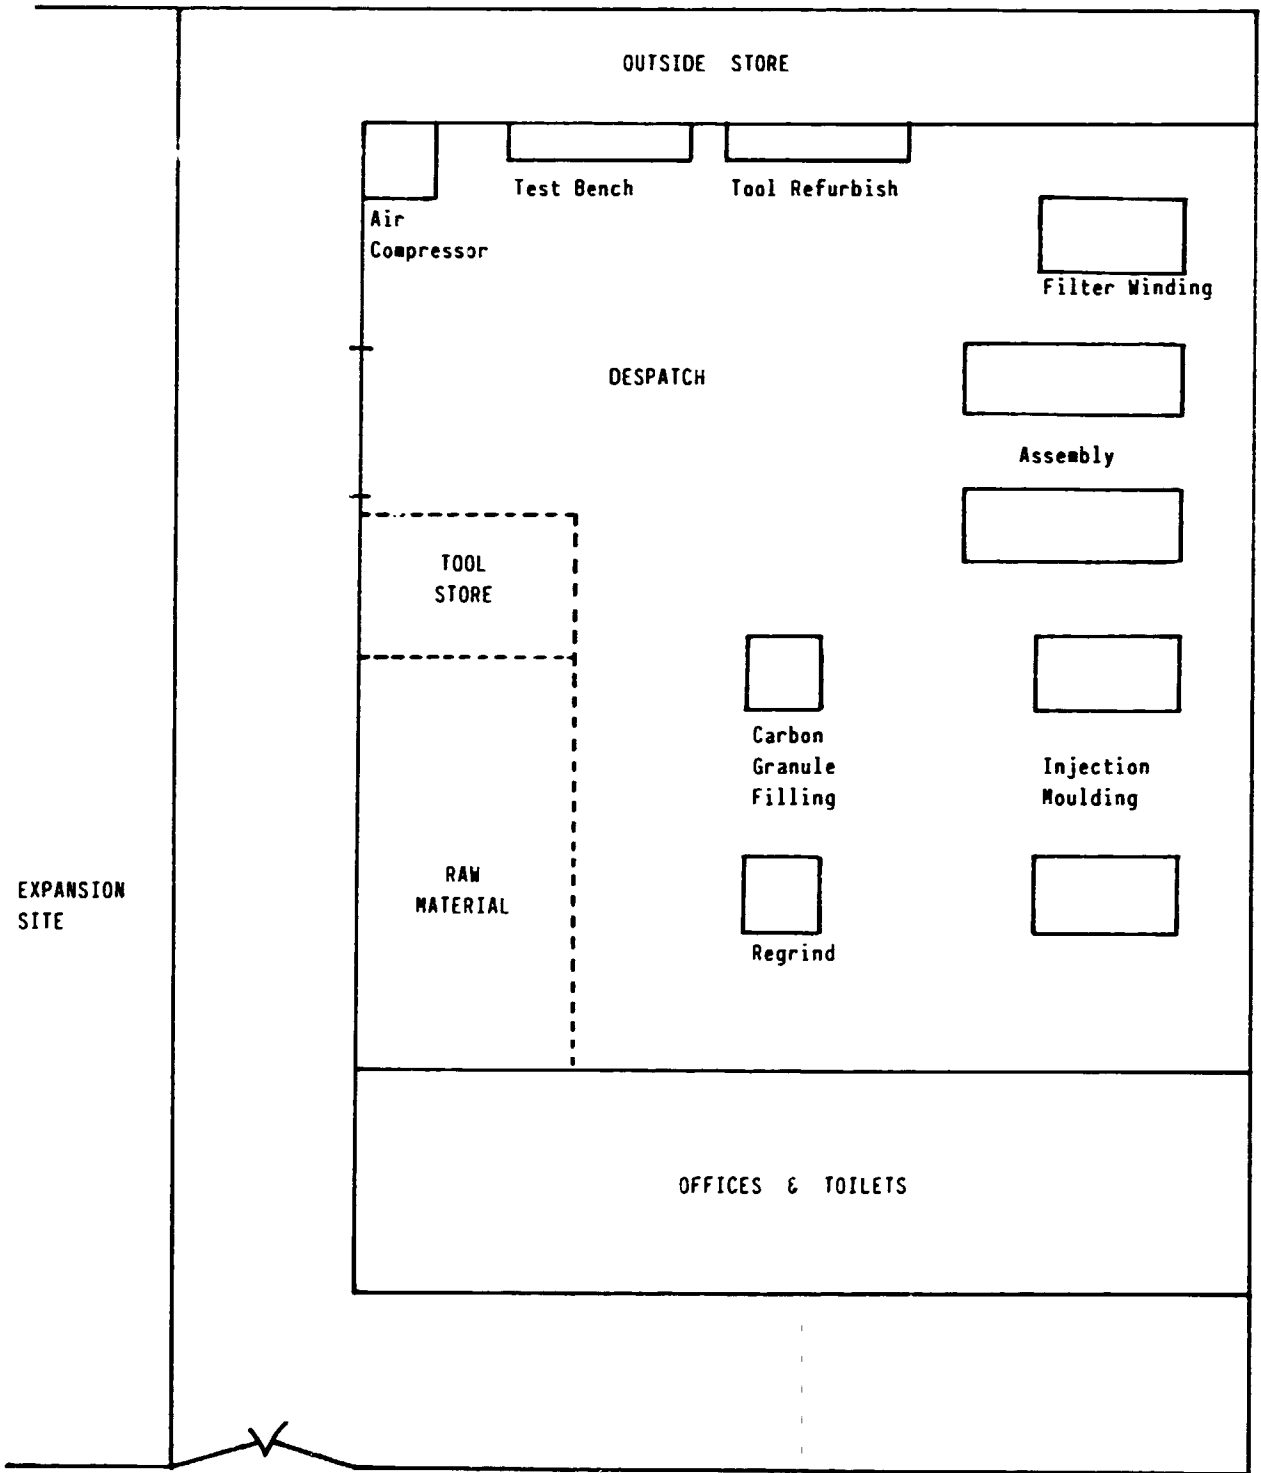 OUTSIDE STORE
Test Bench
Tool Refurbish
Air
Compressor
Filter Winding
DESPATCH
Assembly
TOOL
STORE
Carbon
Granule
Filling
Injection
Moulding
RAW
MATERIAL
EXPANSION
SITE
Regrind
OFFICES & TOILETS